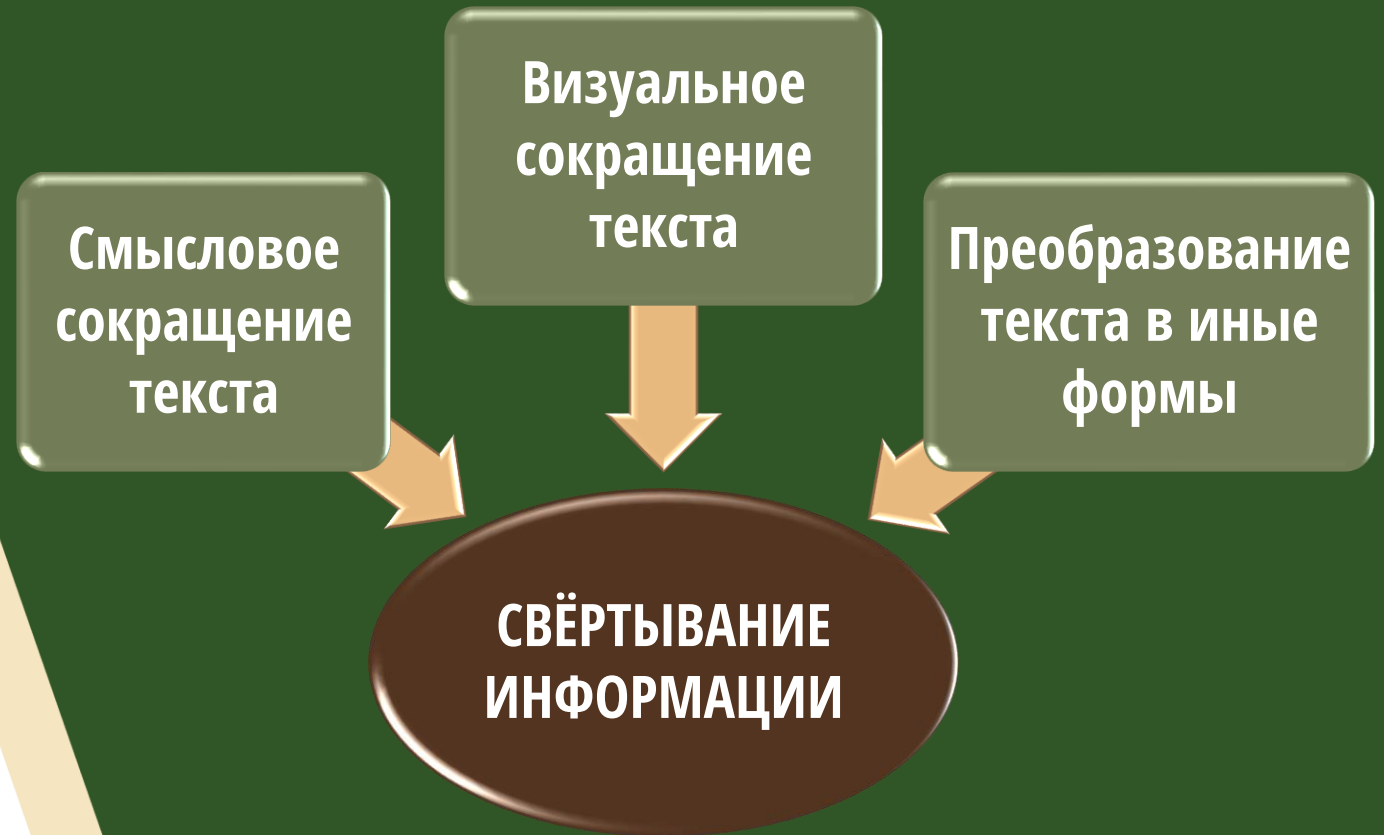 Визуальное
сокращение
текста
Смысловое
сокращение
текста
Преобразование
текста в иные
формы
СВЁРТЫВАНИЕ
ИНФОРМАЦИИ